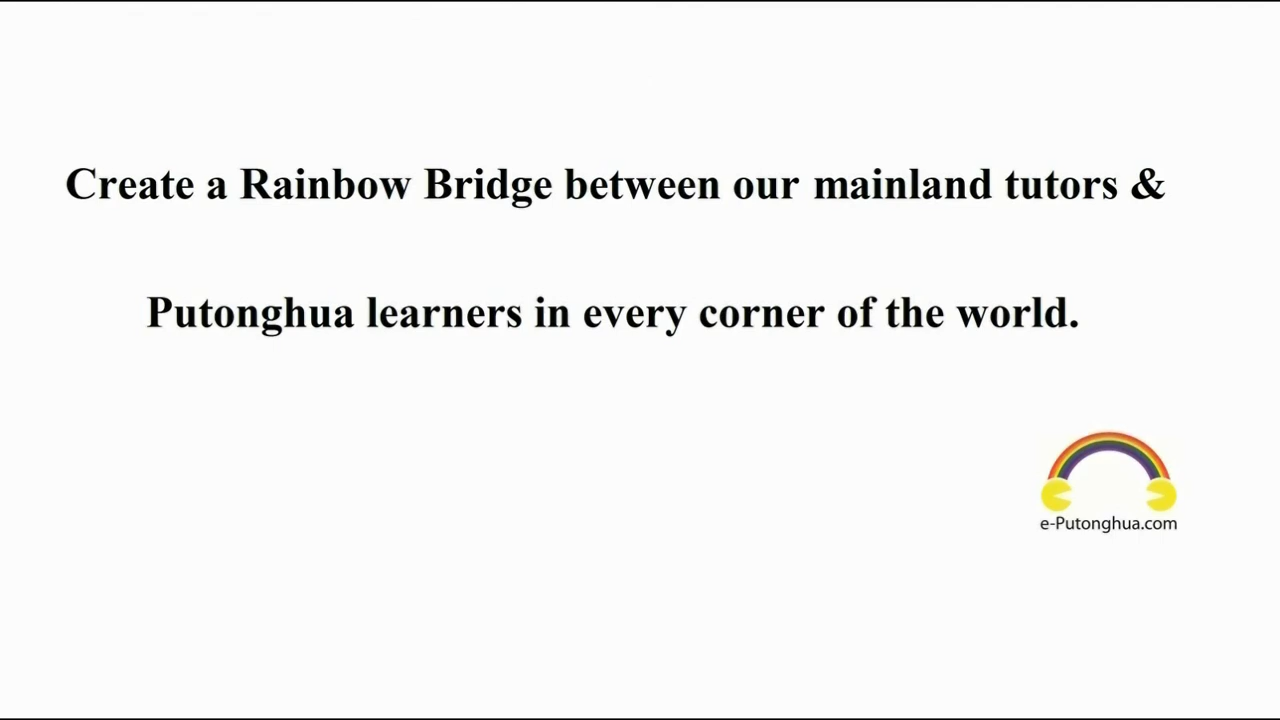 Create a Rainbow Bridge between our mainland tutors &
Putonghua learners in every corner of the world.
e-Putonghua.com